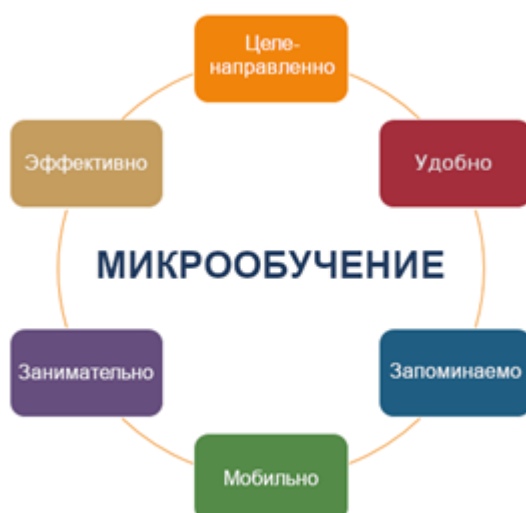 Целе-
направленно
Эффективно
Удобно
МИКРООБУЧЕНИЕ
Занимательно
Запоминаемо
Мобильно